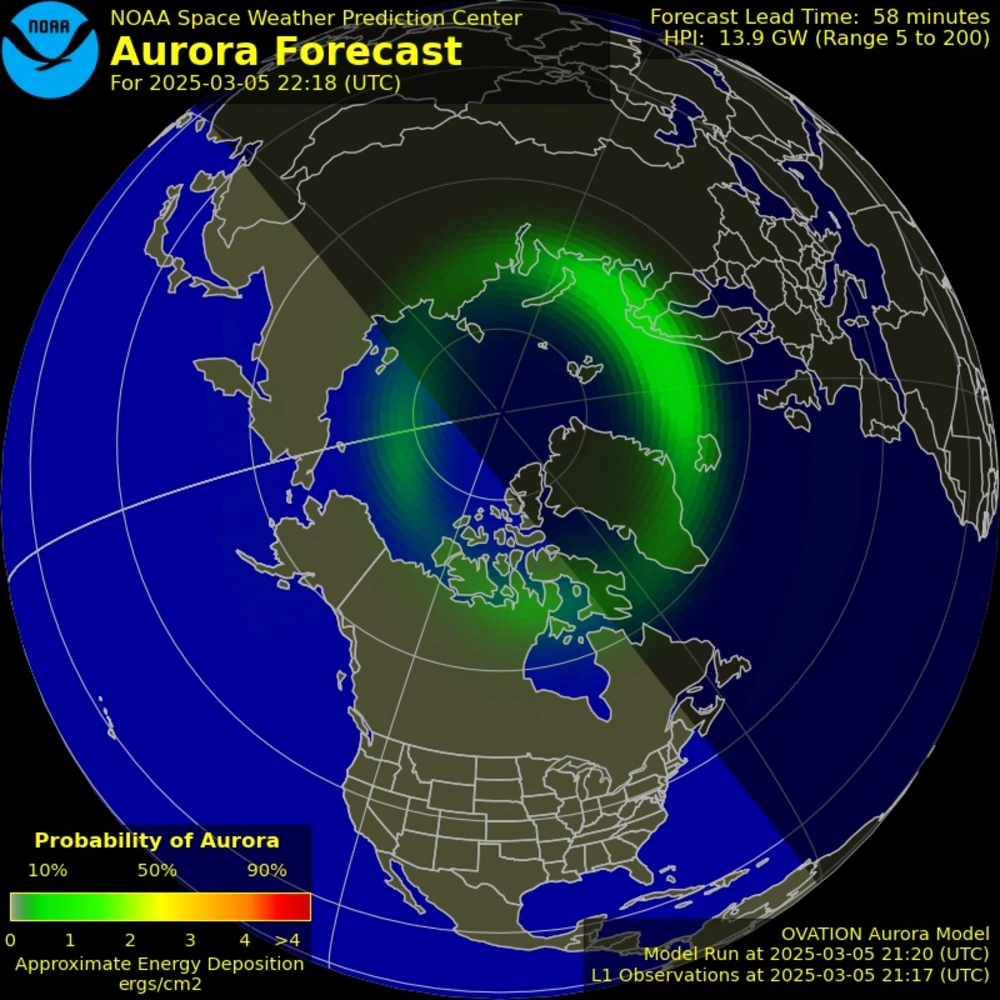 NOAA
NOAA Space Weather Prediction Center
Aurora Forecast
For 2025-03-05 22:18 (UTC)
Forecast Lead Time: 58 minutes
HPI: 13.9 GW (Range 5 to 200)
Probability of Aurora
10% 50% 90%
0 1 2 3 4 >4
Approximate Energy Deposition
ergs/cm2
OVATION Aurora Model
Model Run at 2025-03-05 21:20 (UTC)
L1 Observations at 2025-03-05 21:17 (UTC)